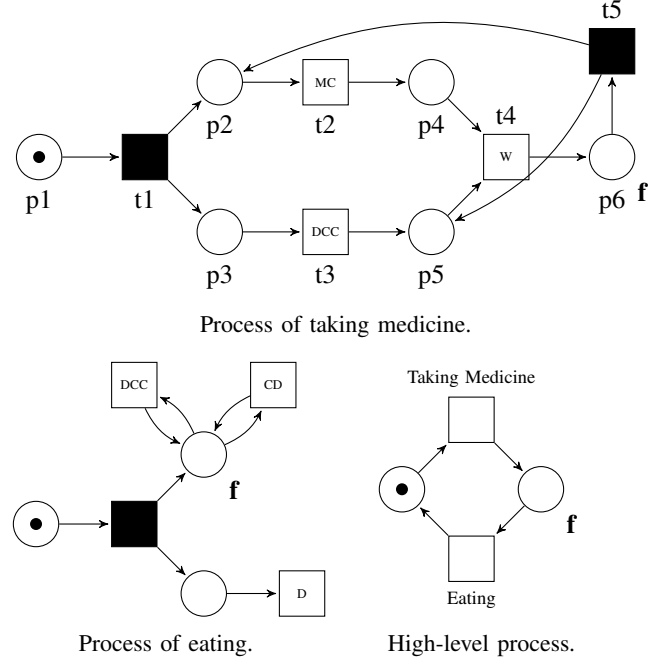 t5
MC
p2 t2 p4 t4
W
p1 t1 p6 f
DCC
p3 t3 p5
Process of taking medicine.
DCC CD
f
D
Process of eating.
Taking Medicine
f
Eating
High-level process.